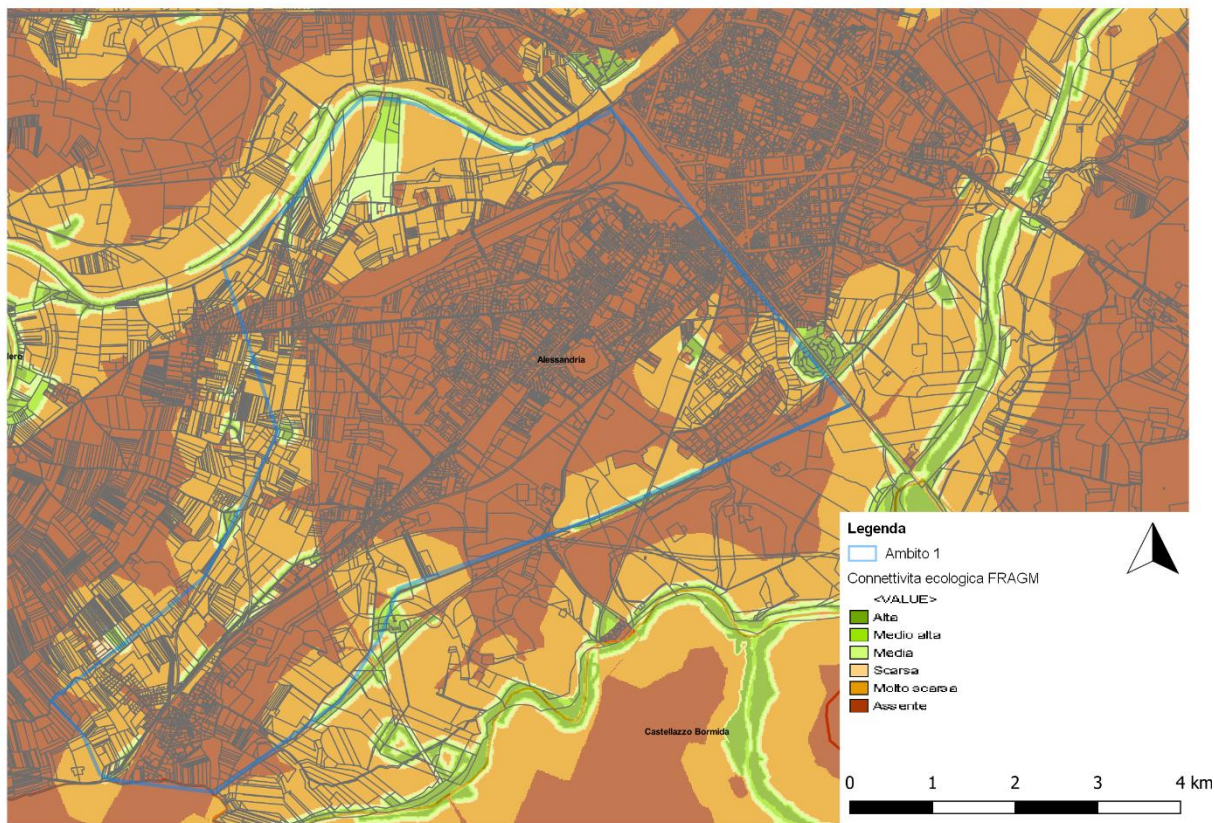 lero
Alessandria
Castellazzo Bormida
Legenda
Ambito 1
Connettivita ecologica FRAGM
<VALUE>
Alta
Medio alta
Media
Scarsa
Molto scarsa
Assente
0 1 2 3 4 km